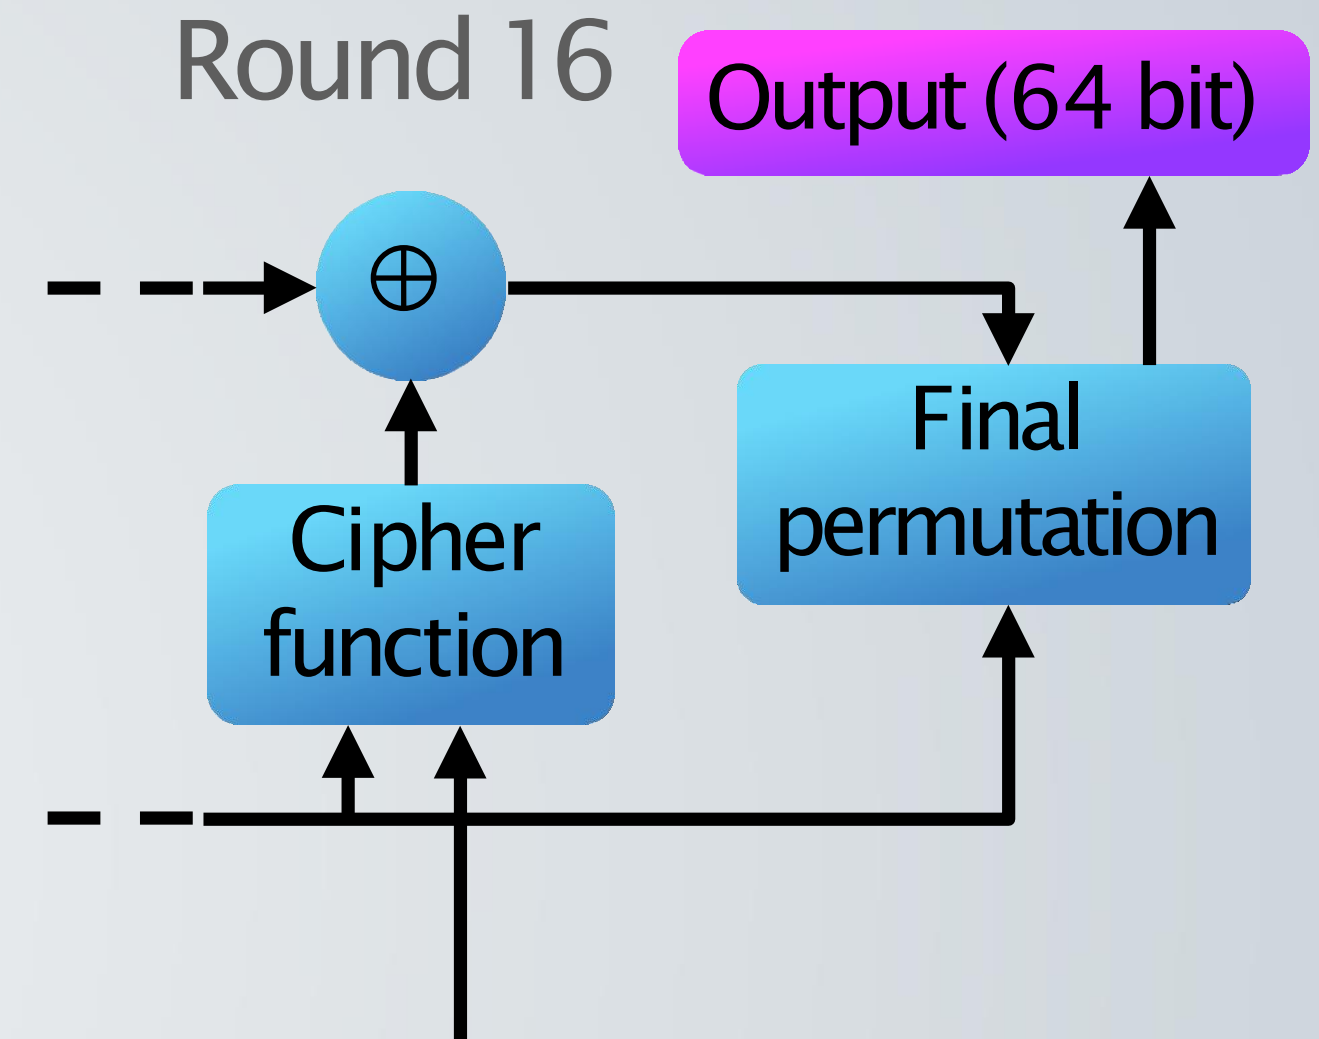 Round 16
Output (64 bit)
⊕
Final
permutation
Cipher
function